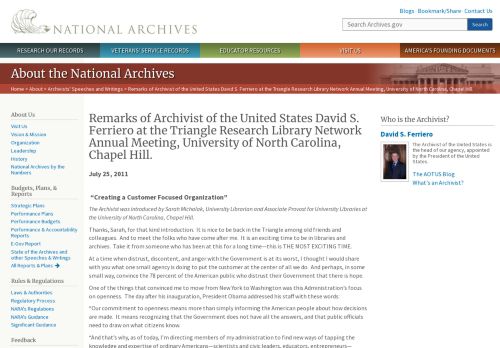 NATIONAL ARCHIVES
Blogs · Bookmark/Share · Contact Us
Search Archives.gov
Search
RESEARCH OUR RECORDS
VETERANS' SERVICE RECORDS
EDUCATOR RESOURCES
VISIT US
AMERICA'S FOUNDING DOCUMENTS
About the National Archives
Home > About > Archivists' Speeches and Writings > Remarks of Archivist of the United States David S. Ferriero at the Triangle Research Library Network Annual Meeting, University of North Carolina, Chapel Hill.
About Us
Visit Us
Vision & Mission
Organization
Leadership
History
National Archives by the Numbers
Budgets, Plans, & Reports
Strategic Plans
Performance Plans
Performance Budgets
Performance & Accountability Reports
E-Gov Report
State of the Archives and other Speeches & Writings
All Reports & Plans
Rules & Regulations
Laws & Authorities
Regulatory Process
NARA's Regulations
NARA's Guidance
Significant Guidance
Feedback
Remarks of Archivist of the United States David S.
Ferriero at the Triangle Research Library Network
Annual Meeting, University of North Carolina,
Chapel Hill.
July 25, 2011
"Creating a Customer Focused Organization"
The Archivist was introduced by Sarah Michalak, University Librarian and Associate Provost for University Libraries at
the University of North Carolina, Chapel Hill.
Thanks, Sarah, for that kind introduction. It is nice to be back in the Triangle among old friends and
colleagues. And to meet the folks who have come after me. It is an exciting time to be in libraries and
archives. Take it from someone who has been at this for a long time—this is THE MOST EXCITING TIME.
At a time when distrust, discontent, and anger with the Government is at its worst, I thought I would share
with you what one small agency is doing to put the customer at the center of all we do. And perhaps, in some
small way, convince the 78 percent of the American public who distrust their Government that there is hope.
One of the things that convinced me to move from New York to Washington was this Administration's focus
on openness. The day after his inauguration, President Obama addressed his staff with these words:
"Our commitment to openness means more than simply informing the American people about how decisions
are made. It means recognizing that the Government does not have all the answers, and that public officials
need to draw on what citizens know.
"And that's why, as of today, I'm directing members of my administration to find new ways of tapping the
knowledge and expertise of ordinary Americans—scientists and civic leaders, educators, entrepreneurs—
Who is the Archivist?
David S. Ferriero
The Archivist of the United States is the head of our agency, appointed by the President of the United States.
The AOTUS Blog
What's an Archivist?